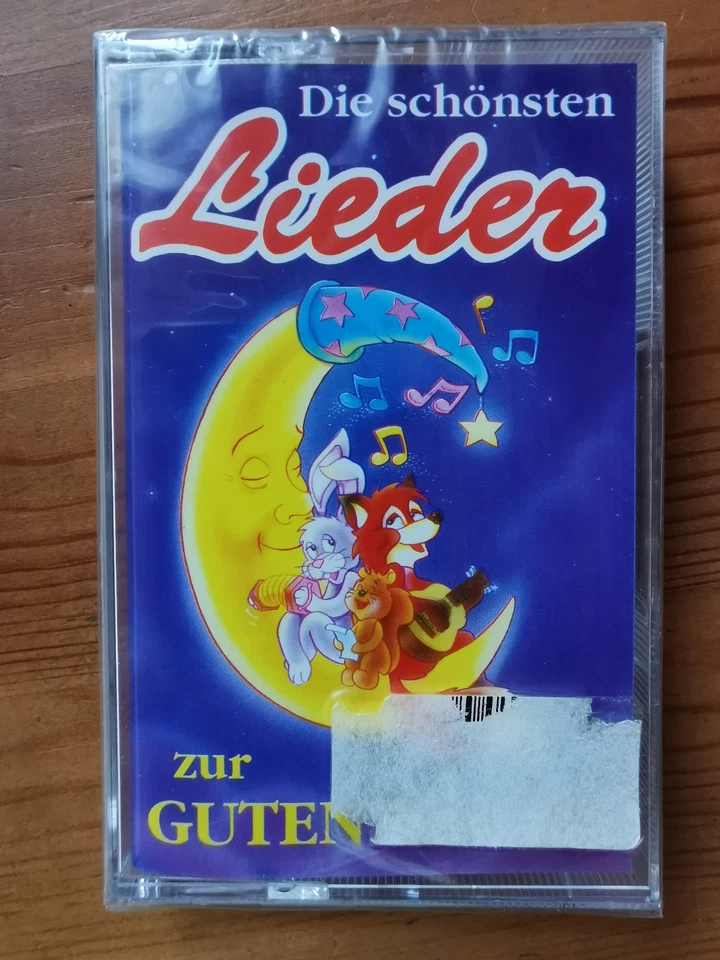 Die schönsten
Lieder
zur
GUTEN